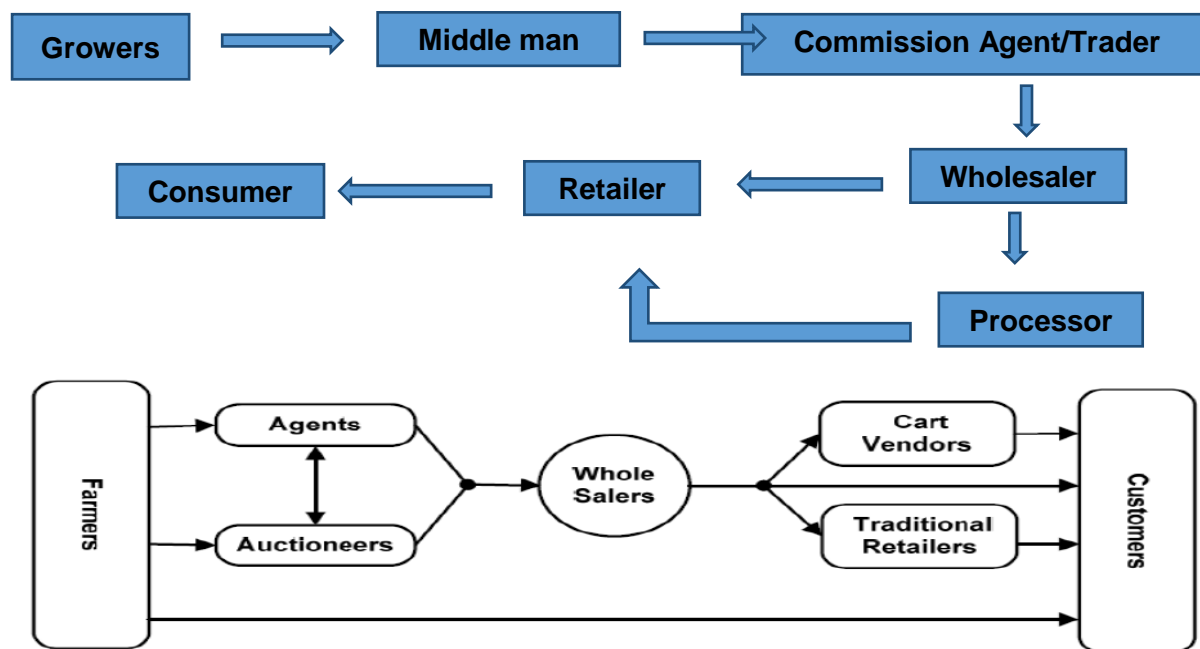 Growers
Middle man
Commission Agent/Trader
Consumer
Retailer
Wholesaler
Processor
Farmers
Agents
Auctioneers
Whole
Salers
Cart
Vendors
Traditional
Retailers
Customers